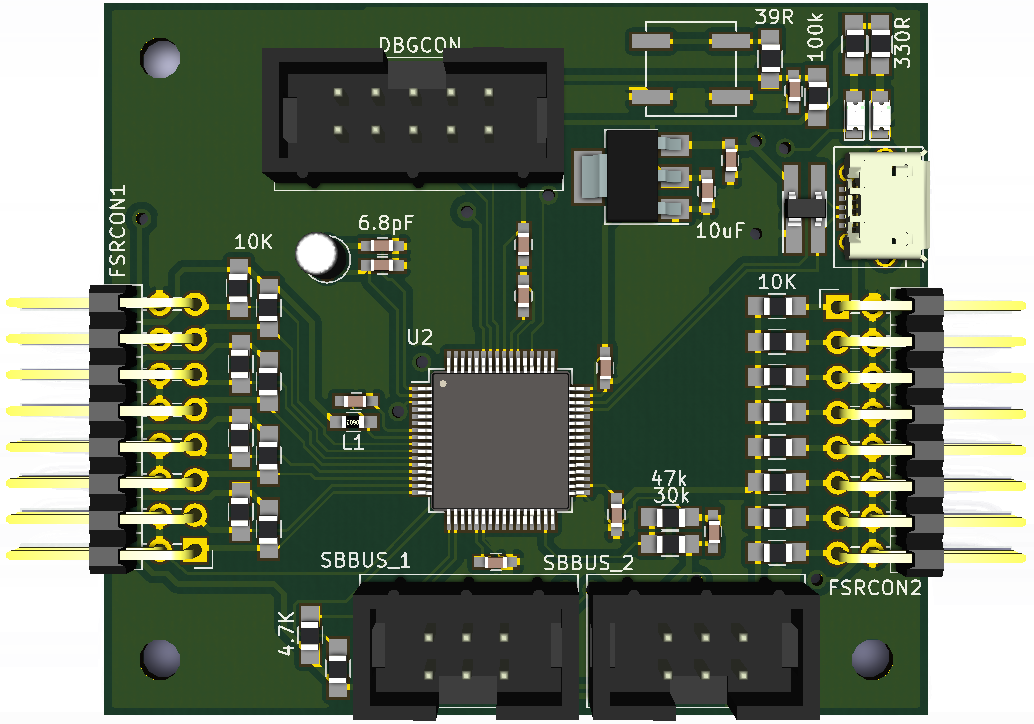 39R
DBGCON
100k
330R
FSRCON1
6.8pF
10K
10uF
10K
U2
L1
47k
30k
SBBUS_1
SBBUS_2
FSRCON2
4.7K